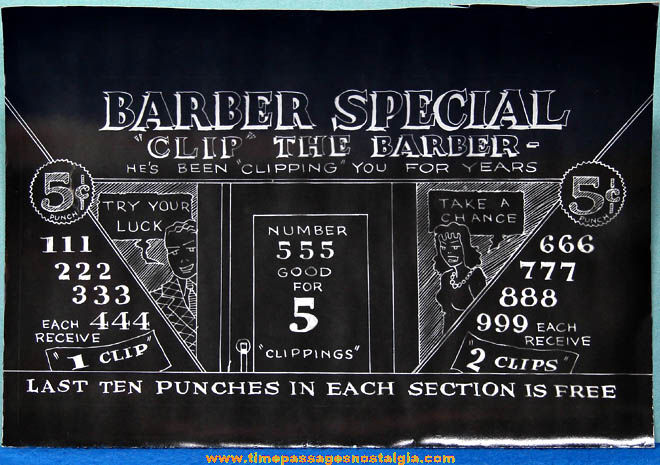 BARBER SPECIAL
"CLIP" THE BARBER-
HE'S BEEN "CLIPPING" YOU FOR YEARS
5¢
PUNCH
TRY YOUR
LUCK
111
222
333
EACH
RECEIVE
444
"1 CLIP"
NUMBER
555
GOOD
FOR
5
"CLIPPINGS"
TAKE A
CHANCE
5¢
PUNCH
666
777
888
999 EACH
RECEIVE
"2 CLIPS"
LAST TEN PUNCHES IN EACH SECTION IS FREE
www.timepassagesnostalgia.com